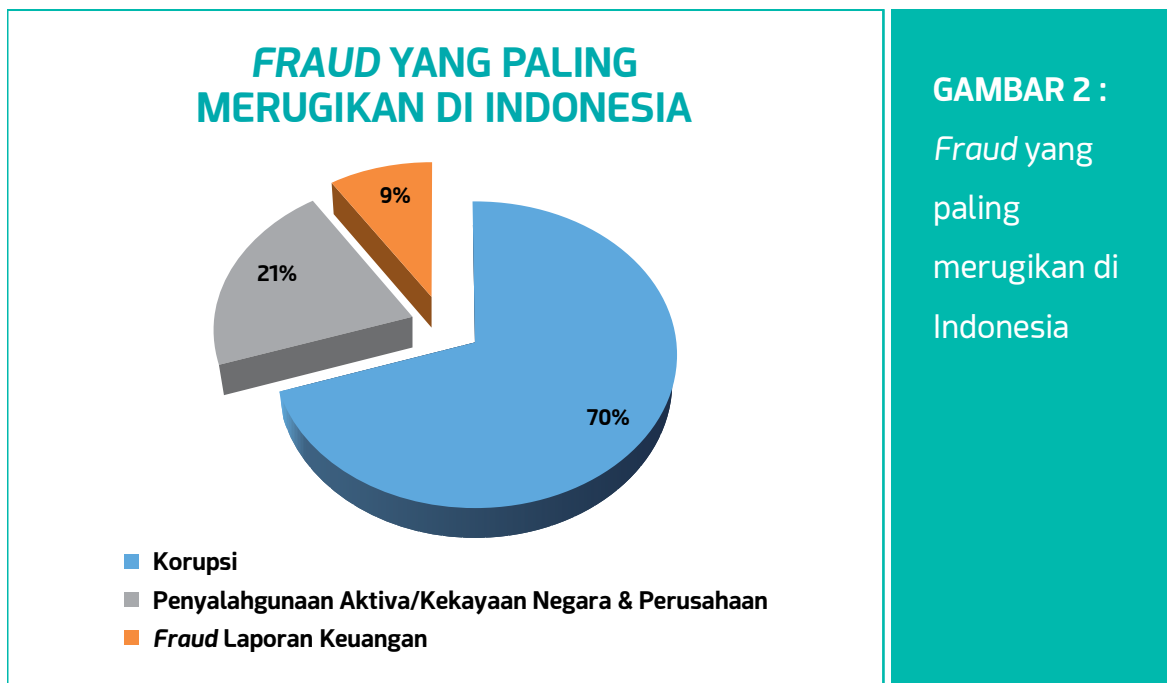 FRAUD YANG PALING
MERUGIKAN DI INDONESIA
9%
21%
70%
Korupsi
Penyalahgunaan Aktiva/Kekayaan Negara & Perusahaan
Fraud Laporan Keuangan
GAMBAR 2 :
Fraud yang
paling
merugikan di
Indonesia